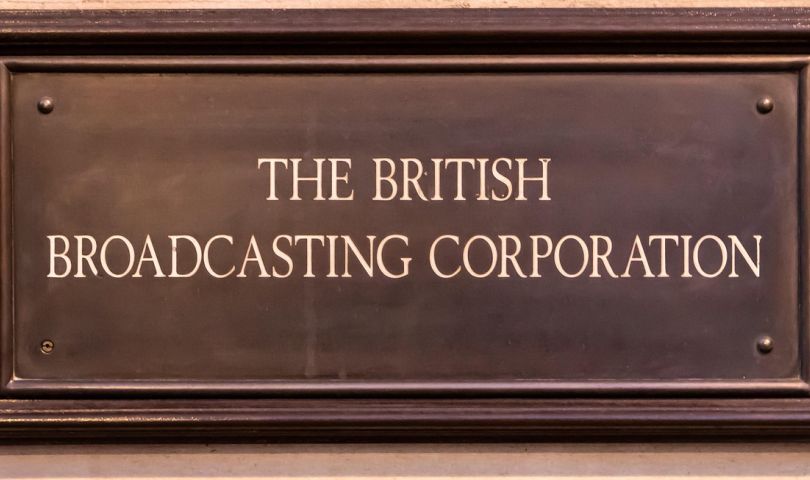 THE BRITISH
BROADCASTING CORPORATION